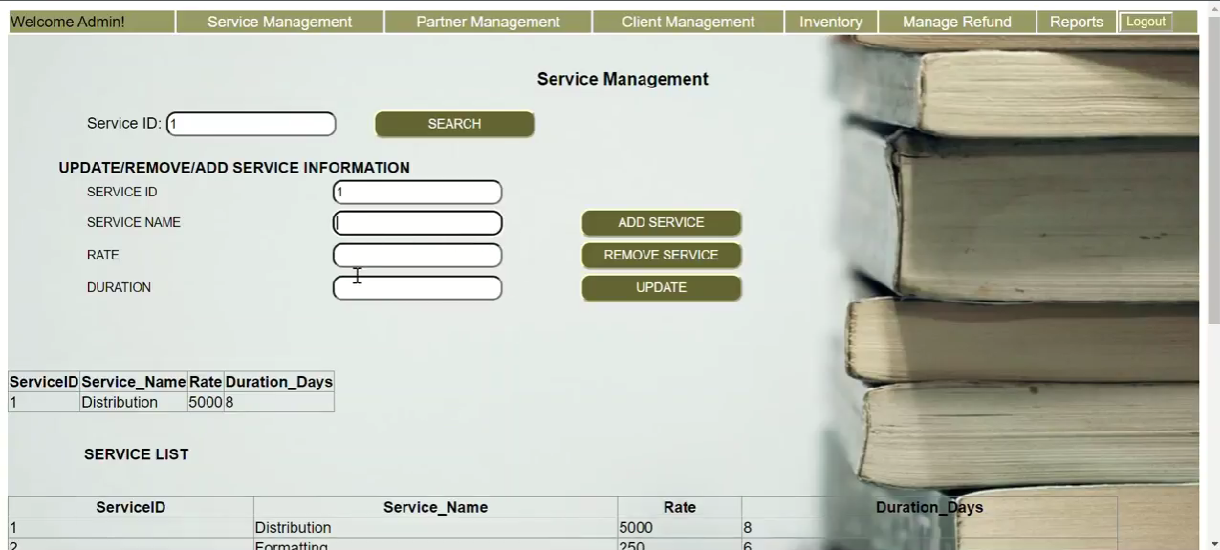 Welcome Admin! Service Management Partner Management Client Management Inventory Manage Refund Reports Logout
Service Management
Service ID: 1 SEARCH
UPDATE/REMOVE/ADD SERVICE INFORMATION
SERVICE ID 1
SERVICE NAME ADD SERVICE
RATE REMOVE SERVICE
DURATION UPDATE
ServiceID Service_Name Rate Duration_Days
1 Distribution 5000 8
SERVICE LIST
ServiceID Service_Name Rate Duration_Days
1 Distribution 5000 8
2 Formatting 250 6